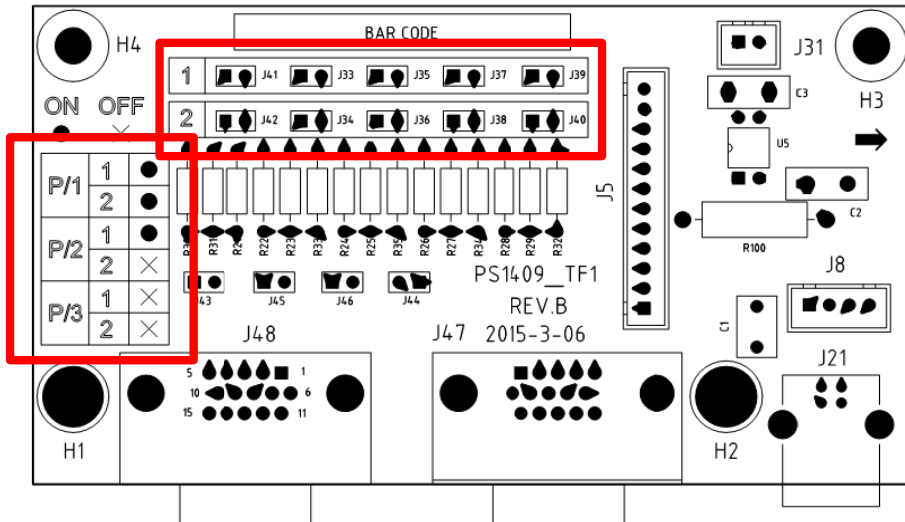 BAR CODE
H4
J31
H3
1 J41 J33 J35 J37 J39
2 J42 J34 J36 J38 J40
ON OFF
C3
U5
P/1 1
2
P/2 1
2
P/3 1
2
J5
C2
R31 R22 R23 R33 R24 R25 R35 R26 R27 R34 R28 R29 R32
R100
J45 J46 J44
PS1409_TF1
REV.B
2015-3-06
J8
C1
J48
J47
J21
5 1
10 6
15 11
H1
H2